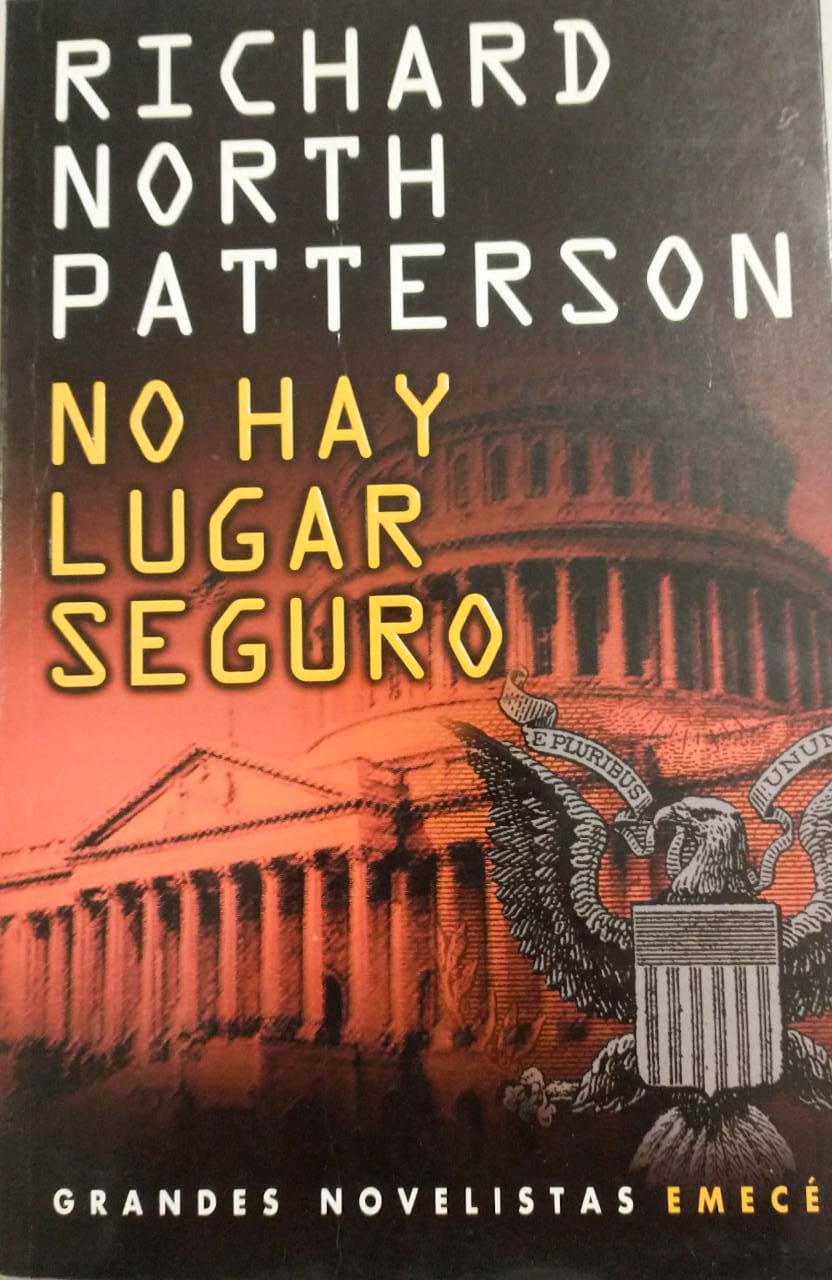 RICHARD
NORTH
PATTERSON
NO HAY
LUGAR
SEGURO
E PLURIBUS
UNUM
GRANDES NOVELISTAS EMECÉ